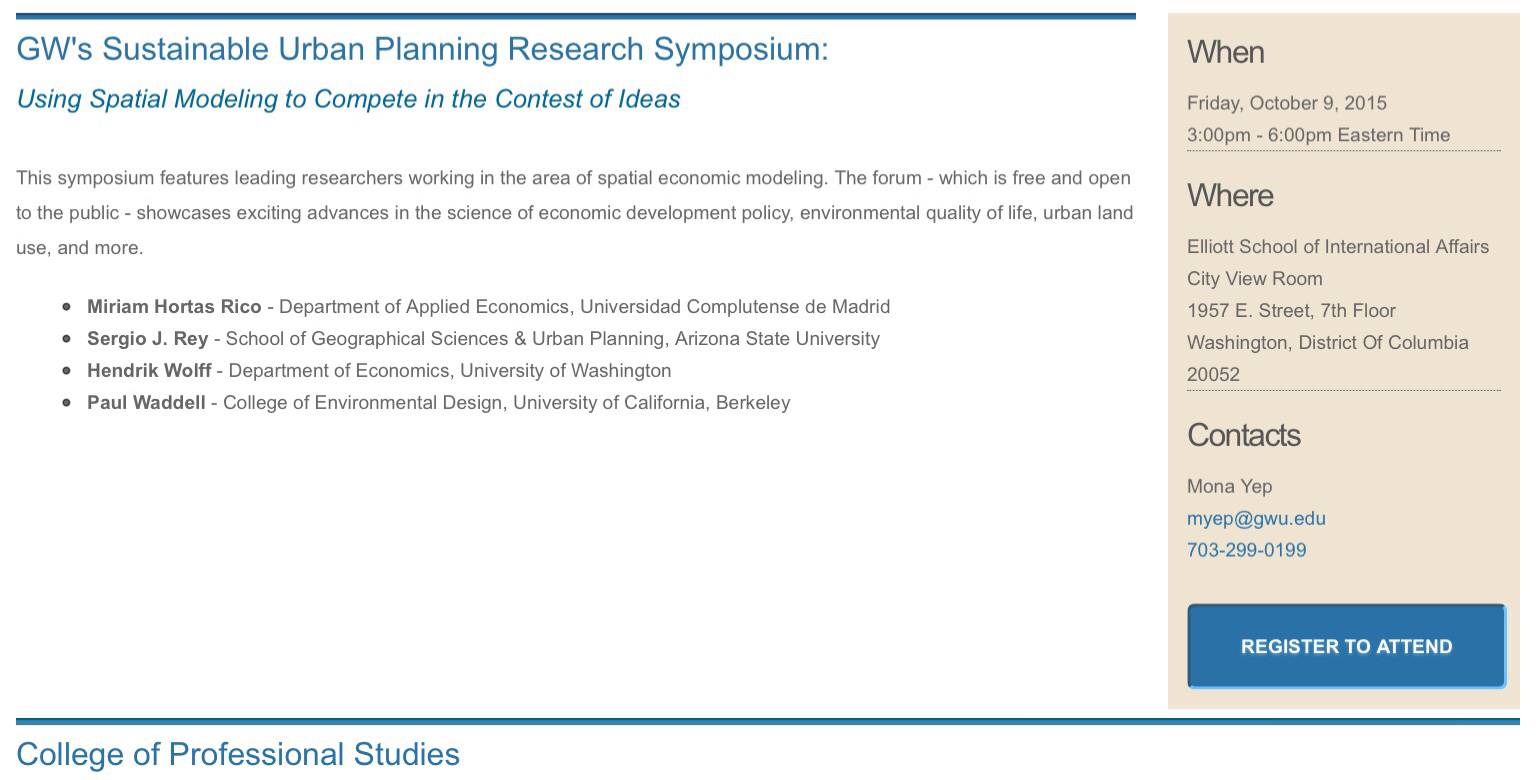 GW's Sustainable Urban Planning Research Symposium:
Using Spatial Modeling to Compete in the Contest of Ideas
This symposium features leading researchers working in the area of spatial economic modeling. The forum - which is free and open
to the public - showcases exciting advances in the science of economic development policy, environmental quality of life, urban land
use, and more.
Miriam Hortas Rico - Department of Applied Economics, Universidad Complutense de Madrid
Sergio J. Rey - School of Geographical Sciences & Urban Planning, Arizona State University
Hendrik Wolff - Department of Economics, University of Washington
Paul Waddell - College of Environmental Design, University of California, Berkeley
When
Friday, October 9, 2015
3:00pm - 6:00pm Eastern Time
Where
Elliott School of International Affairs
City View Room
1957 E. Street, 7th Floor
Washington, District Of Columbia
20052
Contacts
Mona Yep
myep@gwu.edu
703-299-0199
REGISTER TO ATTEND
College of Professional Studies